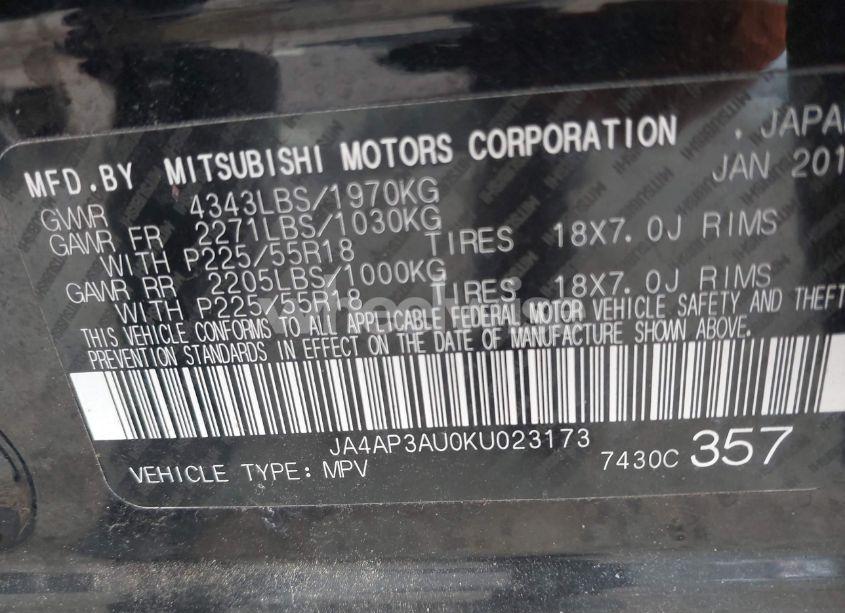 MFD.BY MITSUBISHI MOTORS CORPORATION , JAPA
JAN 201
GVWR 4343LBS/1970KG
GAWR FR 2271LBS/1030KG
WITH P225/55R18 TIRES 18X7.0J RIMS
GAWR RR 2205LBS/1000KG
WITH P225/55R18 TIRES 18X7.0J RIMS
THIS VEHICLE CONFORMS TO ALL APPLICABLE FEDERAL MOTOR VEHICLE SAFETY AND THEFT
PREVENTION STANDARDS IN EFFECT ON THE DATE OF MANUFACTURE SHOWN ABOVE.
JA4AP3AU0KU023173
VEHICLE TYPE: MPV 7430C 357